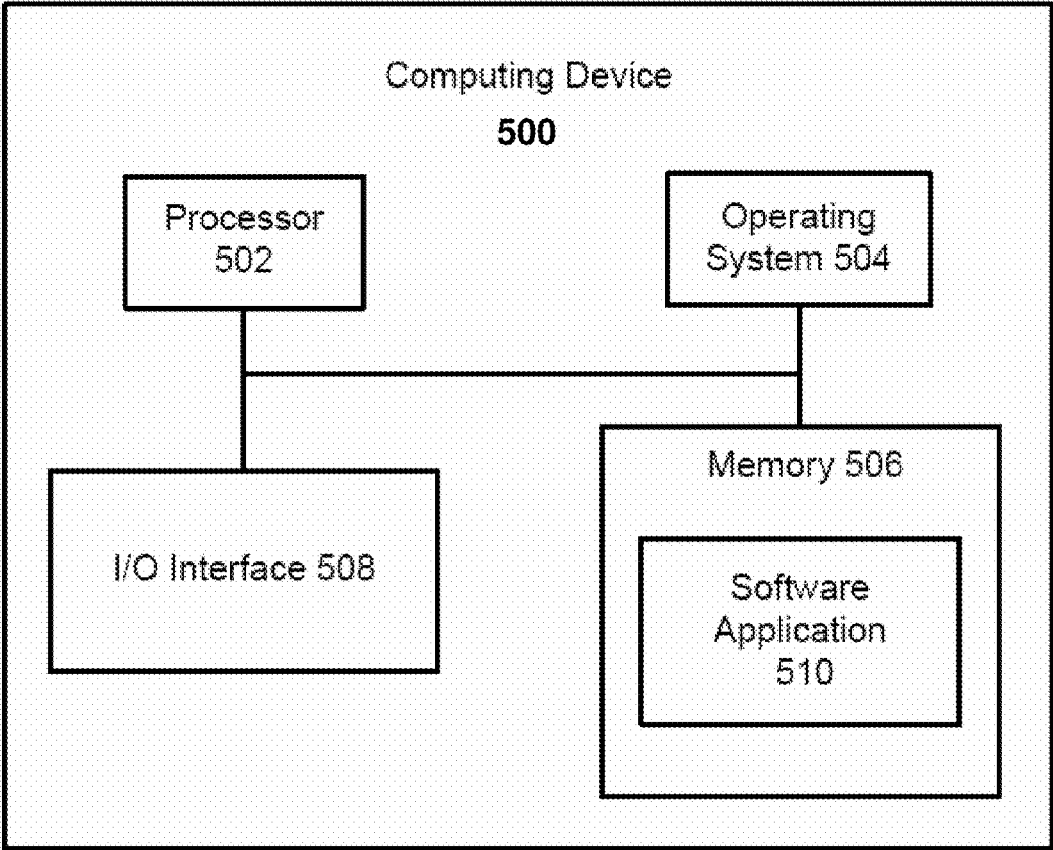 Computing Device
500
Processor
502
Operating
System 504
Memory 506
I/O Interface 508
Software
Application
510